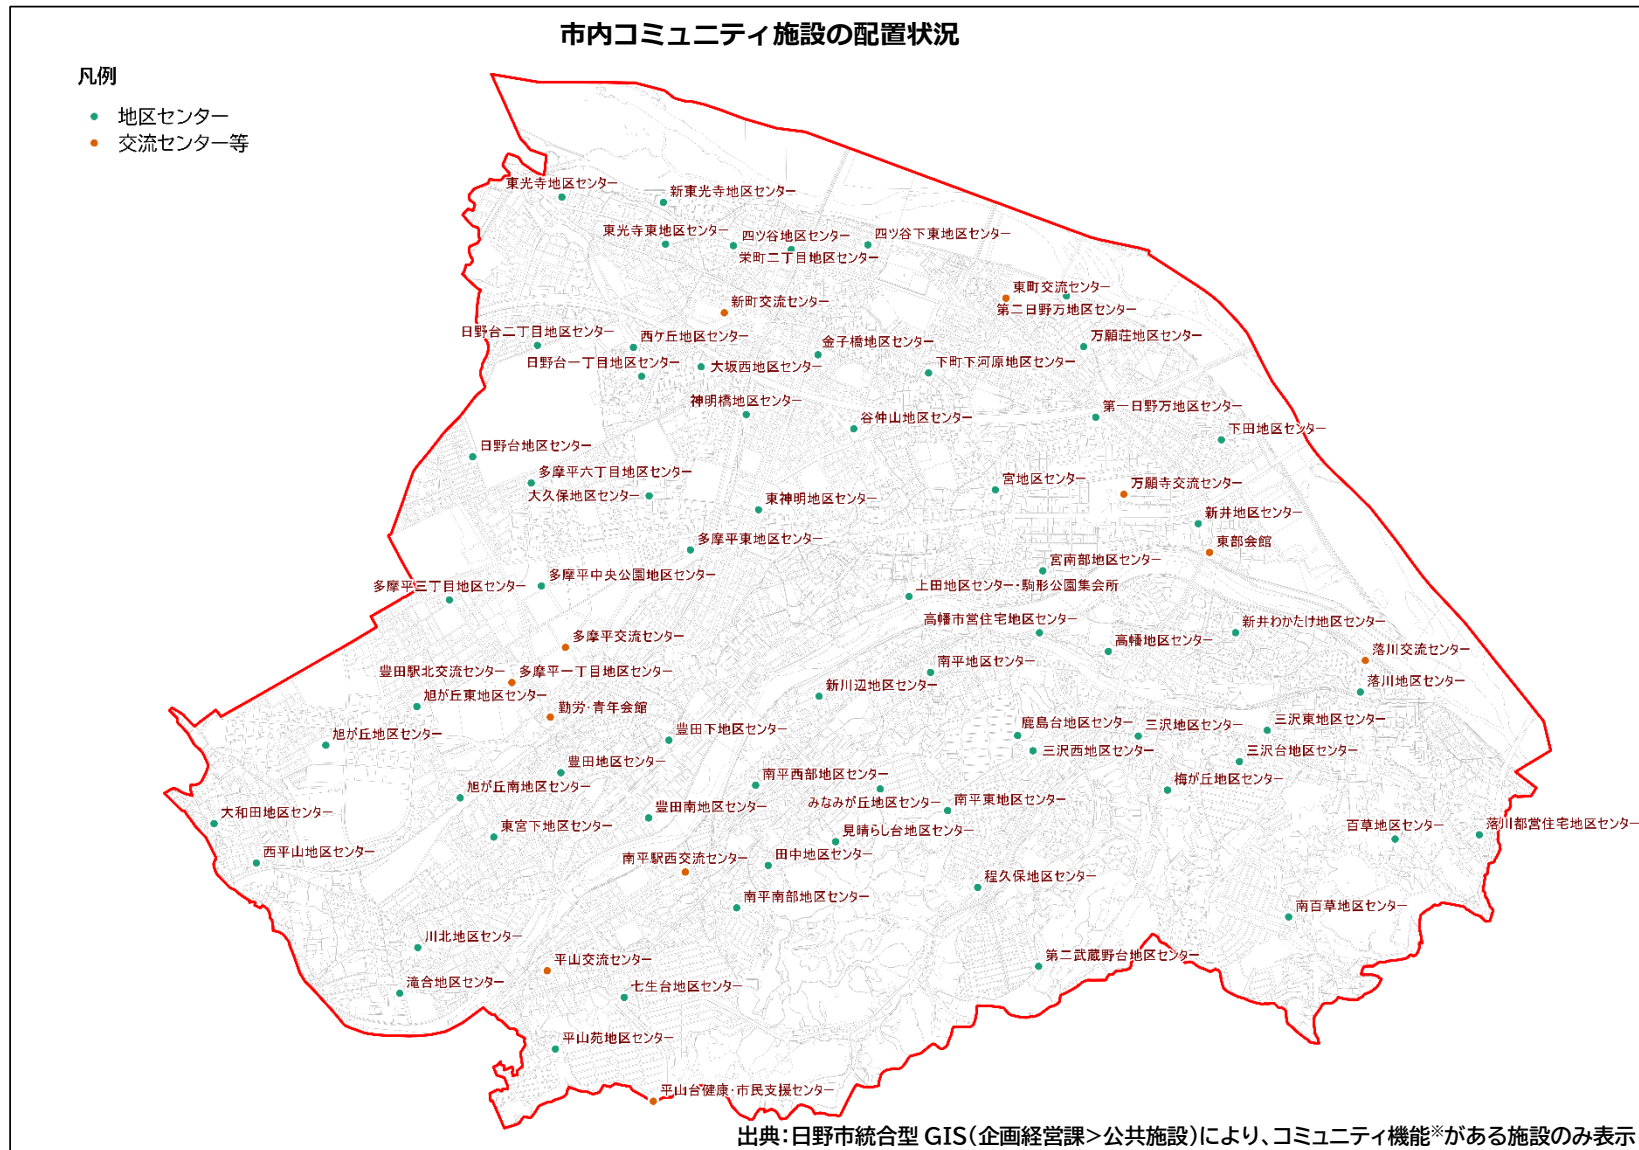 市内コミュニティ施設の配置状況
凡例
地区センター
交流センター等
東光寺地区センター
新東光寺地区センター
東光寺東地区センター
四ツ谷地区センター
四ツ谷下東地区センター
栄町二丁目地区センター
東町交流センター
新町交流センター
第二日野万地区センター
日野台二丁目地区センター
西ケ丘地区センター
金子橋地区センター
万願荘地区センター
日野台一丁目地区センター
大坂西地区センター
下町下河原地区センター
神明橋地区センター
谷仲山地区センター
第一日野万地区センター
下田地区センター
日野台地区センター
多摩平六丁目地区センター
大久保地区センター
東神明地区センター
宮地区センター
万願寺交流センター
新井地区センター
多摩平東地区センター
東部会館
宮南部地区センター
多摩平三丁目地区センター
多摩平中央公園地区センター
上田地区センター・駒形公園集会所
高幡市営住宅地区センター
新井わかたけ地区センター
多摩平交流センター
高幡地区センター
落川交流センター
豊田駅北交流センター
多摩平一丁目地区センター
南平地区センター
旭が丘東地区センター
新川辺地区センター
落川地区センター
勤労・青年会館
旭が丘地区センター
豊田下地区センター
鹿島台地区センター
三沢地区センター
三沢東地区センター
三沢西地区センター
豊田地区センター
三沢台地区センター
南平西部地区センター
梅が丘地区センター
旭が丘南地区センター
みなみが丘地区センター
南平東地区センター
豊田南地区センター
大和田地区センター
東宮下地区センター
見晴らし台地区センター
百草地区センター
落川都営住宅地区センター
西平山地区センター
南平駅西交流センター
田中地区センター
程久保地区センター
南平南部地区センター
南百草地区センター
川北地区センター
平山交流センター
第二武蔵野台地区センター
滝合地区センター
七生台地区センター
平山苑地区センター
平山台健康・市民支援センター
出典：日野市統合型 GIS（企画経営課>公共施設）により、コミュニティ機能※がある施設のみ表示